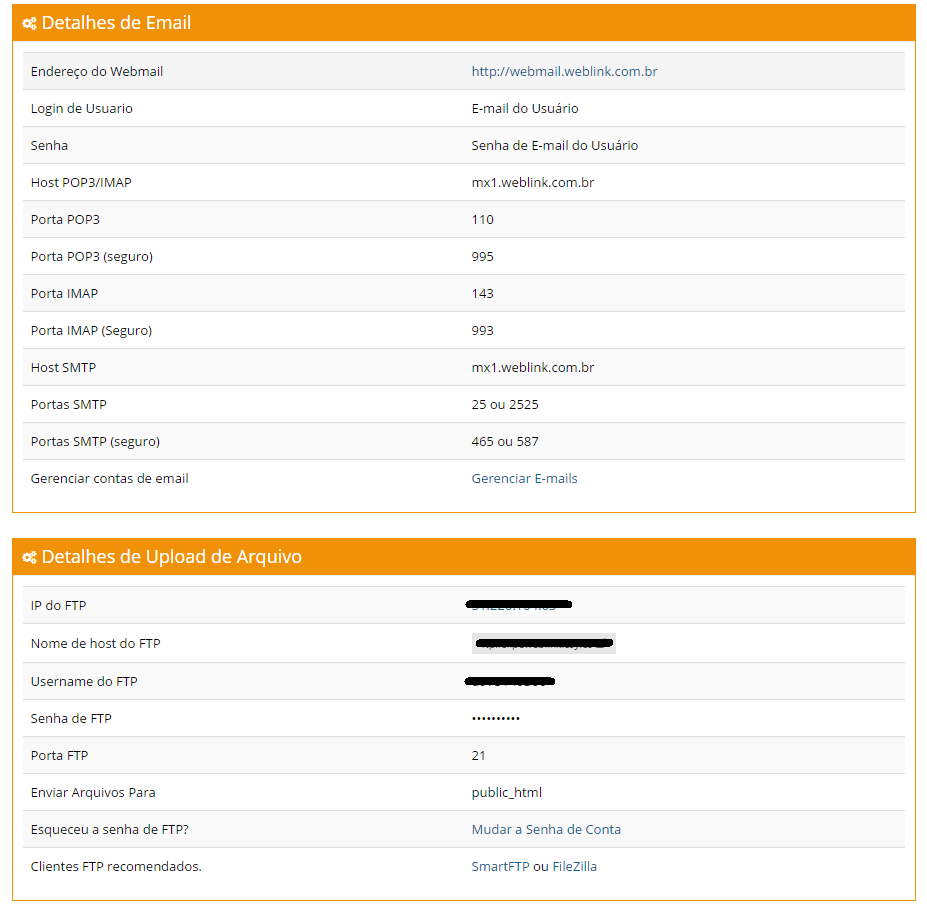 Detalhes de Email
Endereço do Webmail http://webmail.weblink.com.br
Login de Usuario E-mail do Usuário
Senha Senha de E-mail do Usuário
Host POP3/IMAP mx1.weblink.com.br
Porta POP3 110
Porta POP3 (seguro) 995
Porta IMAP 143
Porta IMAP (Seguro) 993
Host SMTP mx1.weblink.com.br
Portas SMTP 25 ou 2525
Portas SMTP (seguro) 465 ou 587
Gerenciar contas de email Gerenciar E-mails
Detalhes de Upload de Arquivo
IP do FTP
Nome de host do FTP
Username do FTP
Senha de FTP ••••••••••
Porta FTP 21
Enviar Arquivos Para public_html
Esqueceu a senha de FTP? Mudar a Senha de Conta
Clientes FTP recomendados. SmartFTP ou FileZilla